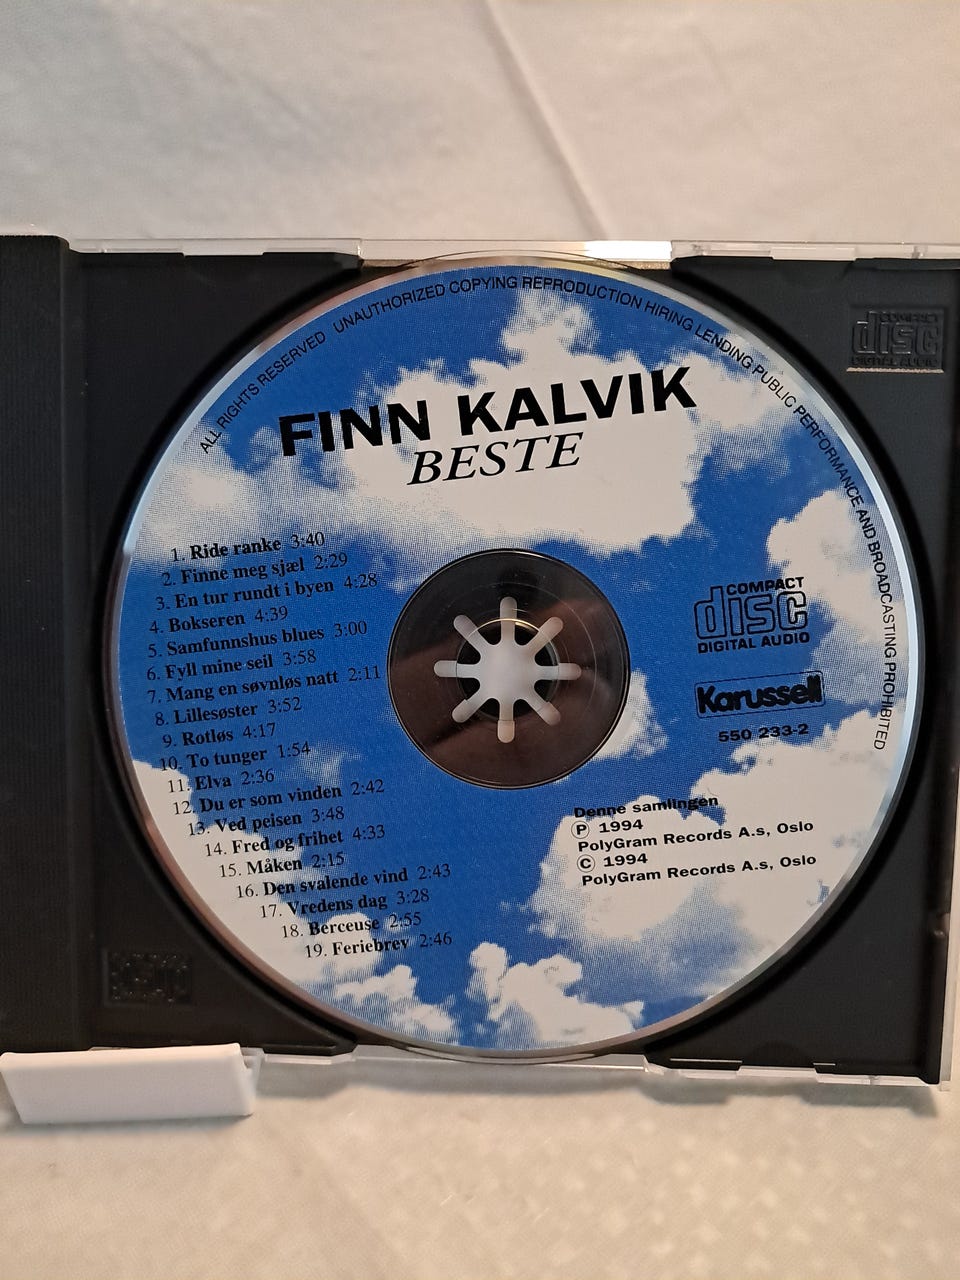 ALL RIGHTS RESERVED UNAUTHORIZED COPYING REPRODUCTION HIRING LENDING PUBLIC PERFORMANCE AND BROADCASTING PROHIBITED
FINN KALVIK
BESTE
1. Ride ranke 3:40
2. Finne meg sjæl 2:29
3. En tur rundt i byen 4:28
4. Bokseren 4:39
5. Samfunnshus blues 3:00
6. Fyll mine seil 3:58
7. Mang en søvnløs natt 2:11
8. Lillesøster 3:52
9. Rotløs 4:17
10. To tunger 1:54
11. Elva 2:36
12. Du er som vinden 2:42
13. Ved peisen 3:48
14. Fred og frihet 4:33
15. Måken 2:15
16. Den svalende vind 2:43
17. Vredens dag 3:28
18. Berceuse 2:55
19. Feriebrev 2:46
COMPACT
disc
DIGITAL AUDIO
Karussell
550 233-2
Denne samlingen
Ⓟ 1994
PolyGram Records A.s, Oslo
© 1994
PolyGram Records A.s, Oslo
COMPACT
disc
DIGITAL AUDIO